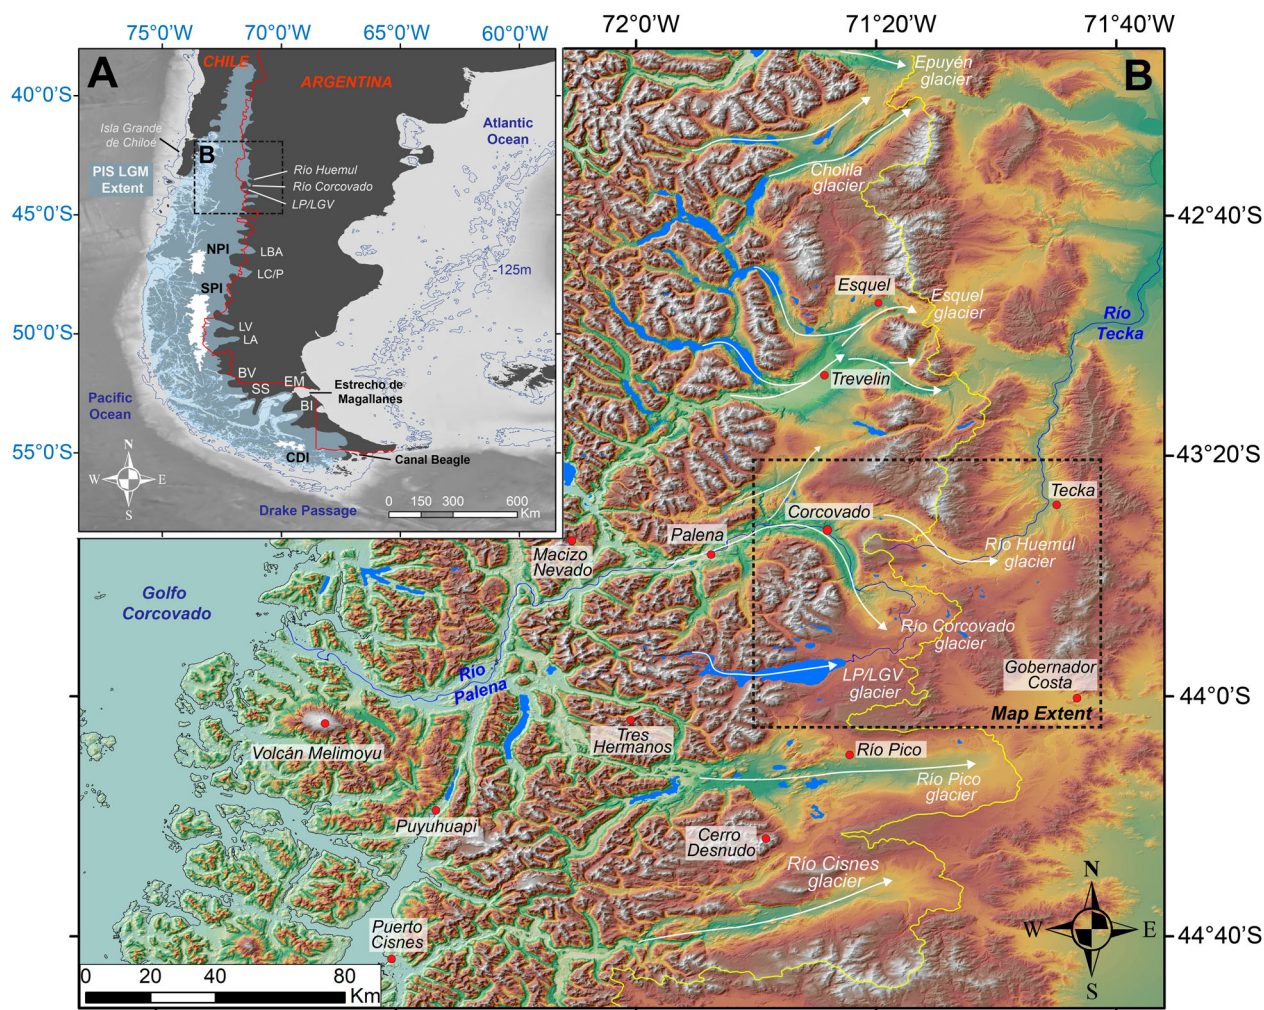 75°0'W
70°0'W
65°0'W
60°0'W
72°0'W
71°20'W
71°40'W
40°0'S
45°0'S
50°0'S
55°0'S
A
CHILE
ARGENTINA
Isla Grande
de Chiloé
PIS LGM
Extent
B
Río Huemul
Río Corcovado
LP/LGV
Atlantic
Ocean
-125m
NPI
LBA
LC/P
SPI
LV
LA
BV
SS
EM
BI
Estrecho de
Magallanes
Pacific
Ocean
CDI
Canal Beagle
Drake Passage
N
W
E
S
0
150
300
600
Km
B
Epuyén
glacier
Cholila
glacier
42°40'S
Esquel
Esquel
glacier
Río
Tecka
Trevelin
43°20'S
Tecka
Corcovado
Palena
Río Huemul
glacier
Macizo
Nevado
Golfo
Corcovado
Río Corcovado
glacier
Río
Palena
LP/LGV
glacier
Gobernador
Costa
44°0'S
Map Extent
Volcán Melimoyu
Tres
Hermanos
Río Pico
Río Pico
glacier
Puyuhuapi
Cerro
Desnudo
Río Cisnes
glacier
Puerto
Cisnes
N
W
E
S
44°40'S
0
20
40
80
Km